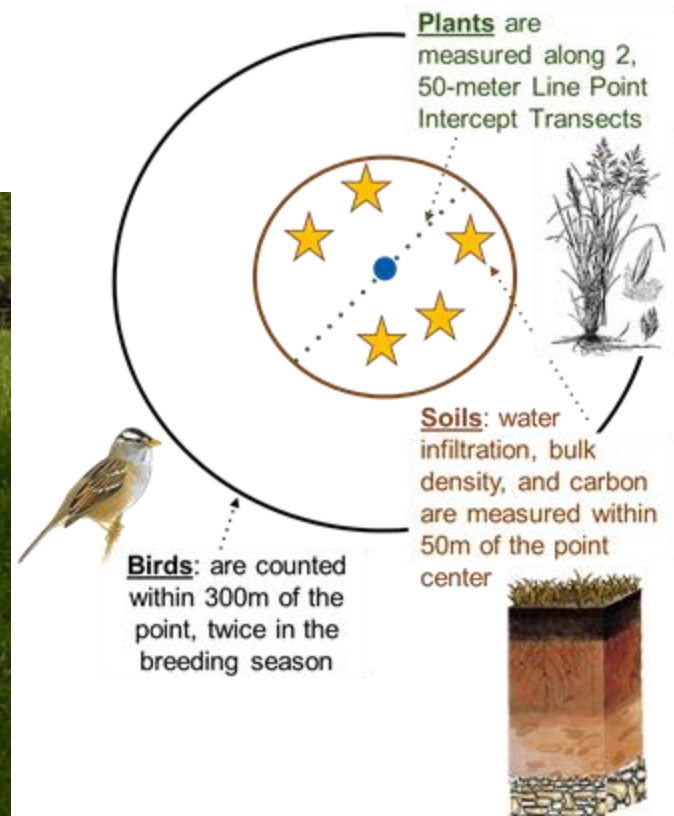 Plants are
measured along 2,
50-meter Line Point
Intercept Transects
Soils: water
infiltration, bulk
density, and carbon
are measured within
50m of the point
center
Birds: are counted
within 300m of the
point, twice in the
breeding season